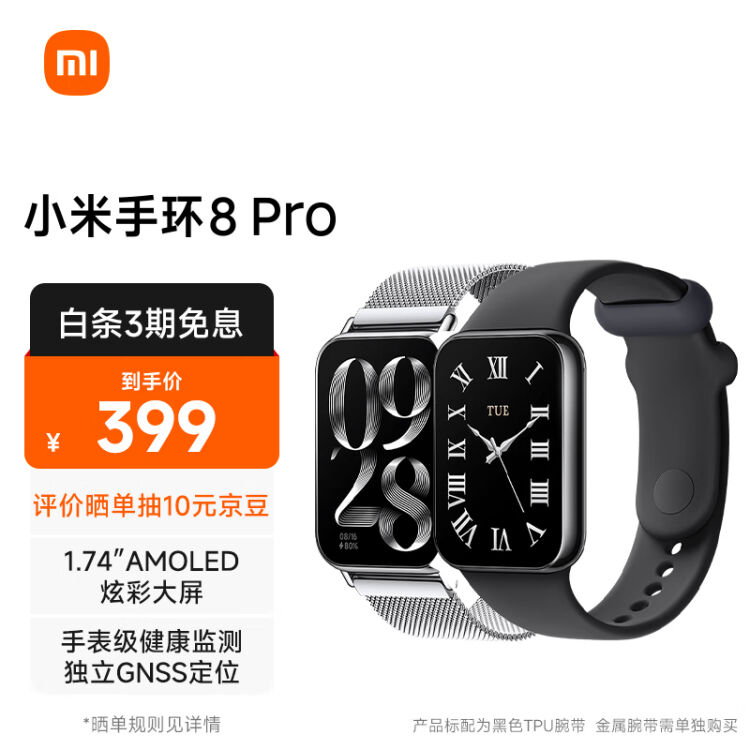 mi
小米手环8 Pro
白条3期免息
到手价
¥ 399
评价晒单抽10元京豆
1.74"AMOLED
炫彩大屏
手表级健康监测
独立GNSS定位
*晒单规则见详情
09
28
08/16
80%
XII
I
II
III
IV
V
VI
VII
VIII
IX
X
XI
TUE
产品标配为黑色TPU腕带 金属腕带需单独购买